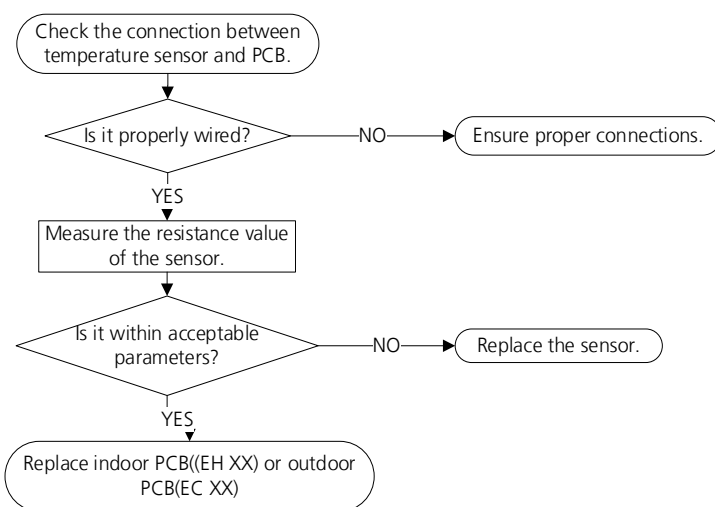 Check the connection between
temperature sensor and PCB.
Is it properly wired?
NO
Ensure proper connections.
YES
Measure the resistance value
of the sensor.
Is it within acceptable
parameters?
NO
Replace the sensor.
YES
Replace indoor PCB((EH XX) or outdoor
PCB(EC XX)